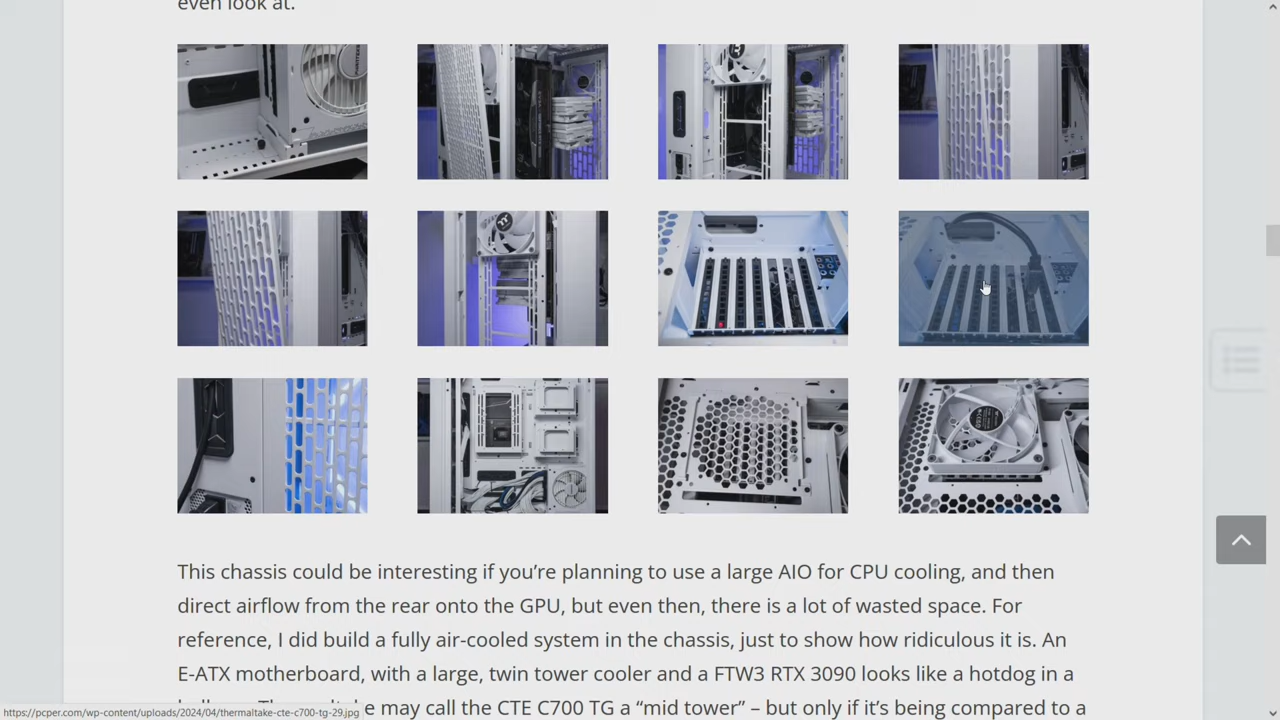 even look at.
This chassis could be interesting if you're planning to use a large AIO for CPU cooling, and then
direct airflow from the rear onto the GPU, but even then, there is a lot of wasted space. For
reference, I did build a fully air-cooled system in the chassis, just to show how ridiculous it is. An
E-ATX motherboard, with a large, twin tower cooler and a FTW3 RTX 3090 looks like a hotdog in a
may call the CTE C700 TG a “mid tower” – but only if it's being compared to a
https://pcper.com/wp-content/uploads/2024/04/thermaltake-cte-c700-tg-29.jpg